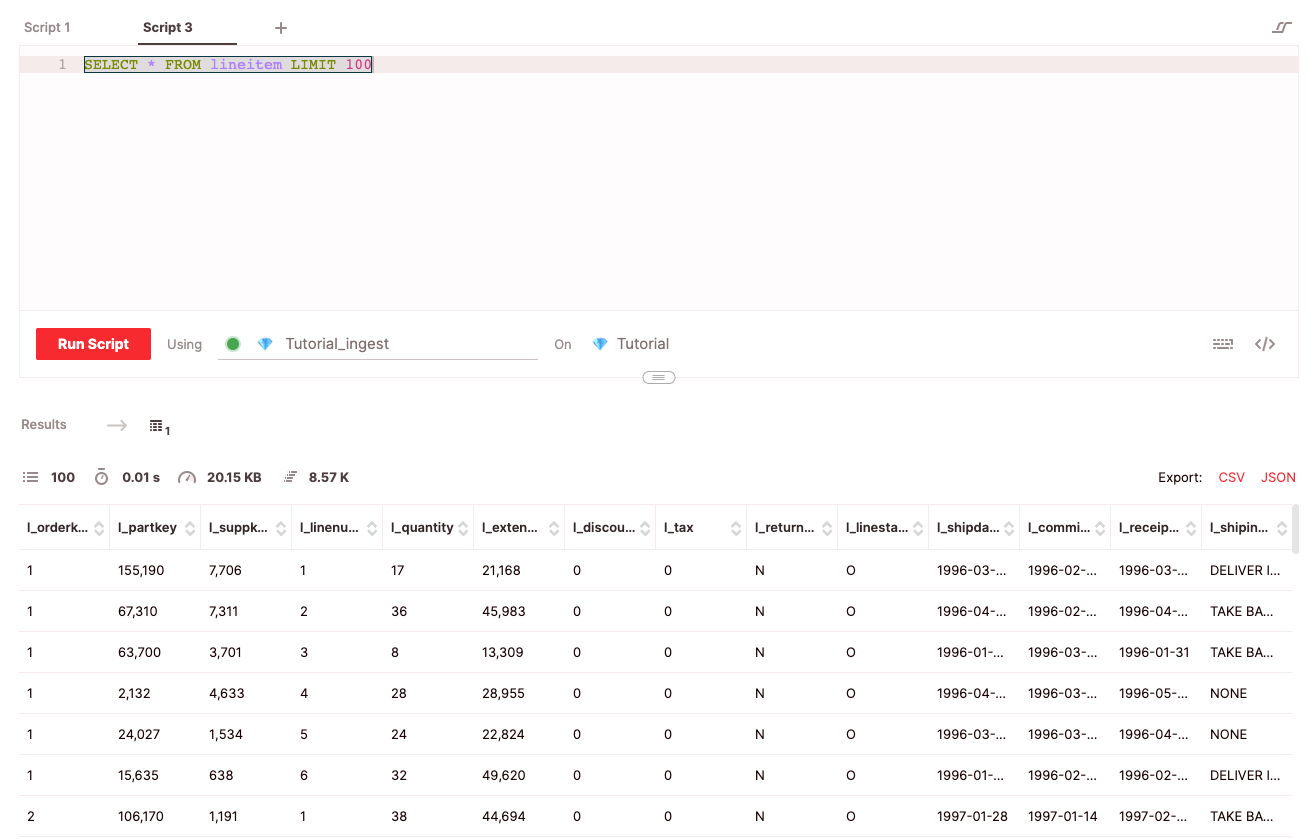 Script 1 Script 3 +
1 SELECT * FROM lineitem LIMIT 100
Run Script Using Tutorial_ingest On Tutorial </>
Results 1
100 0.01 s 20.15 KB 8.57 K Export: CSV JSON
l_orderk... l_partkey l_suppk... l_linenu... l_quantity l_exten... l_discou... l_tax l_return... l_linesta... l_shipda... l_commi... l_receip... l_shipin...
1 155,190 7,706 1 17 21,168 0 0 N O 1996-03-... 1996-02-... 1996-03-... DELIVER I...
1 67,310 7,311 2 36 45,983 0 0 N O 1996-04-... 1996-02-... 1996-04-... TAKE BA...
1 63,700 3,701 3 8 13,309 0 0 N O 1996-01-... 1996-03-... 1996-01-31 TAKE BA...
1 2,132 4,633 4 28 28,955 0 0 N O 1996-04-... 1996-03-... 1996-05-... NONE
1 24,027 1,534 5 24 22,824 0 0 N O 1996-03-... 1996-03-... 1996-04-... NONE
1 15,635 638 6 32 49,620 0 0 N O 1996-01-... 1996-02-... 1996-02-... DELIVER I...
2 106,170 1,191 1 38 44,694 0 0 N O 1997-01-28 1997-01-14 1997-02-... TAKE BA...